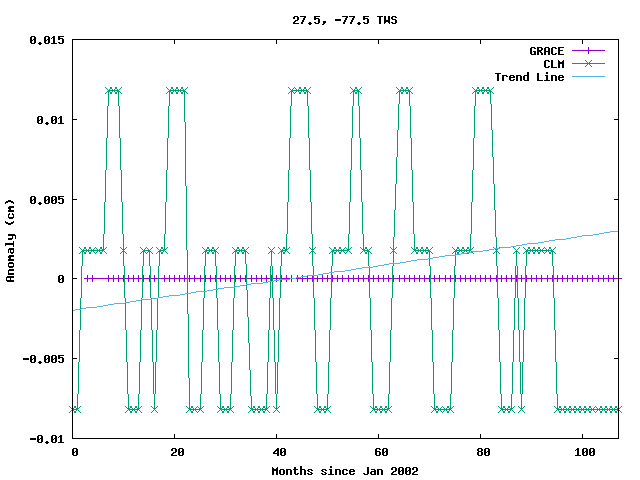 27.5, -77.5 TWS
0.015
GRACE
CLM
Trend Line
0.01
0.005
0
-0.005
-0.01
Anomaly (cm)
0 20 40 60 80 100
Months since Jan 2002